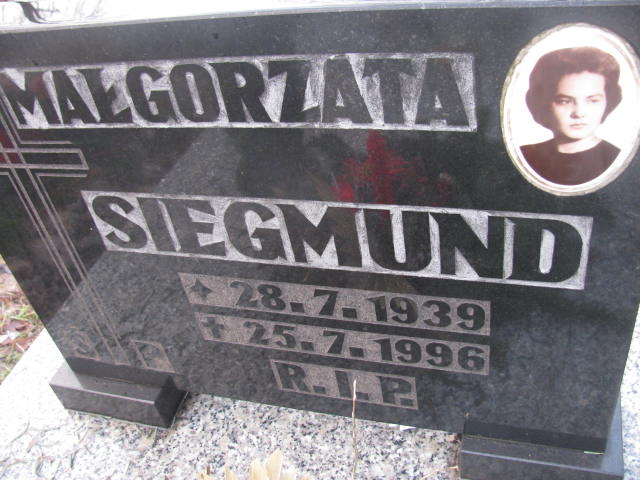 MAŁGORZATA
SIEGMUND
28.7.1939
25.7.1996
R.I.P.